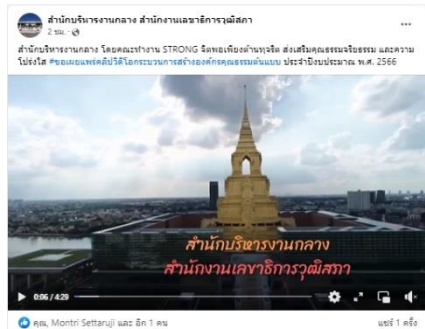 สำนักบริหารงานกลาง สำนักงานเลขาธิการวุฒิสภา
2 ชม. ·
สำนักบริหารงานกลาง โดยคณะทำงาน STRONG จิตพอเพียงต้านทุจริต ส่งเสริมคุณธรรมจริยธรรม และความ
โปร่งใส #ขอเผยแพร่คลิปวิดีโอกระบวนการสร้างองค์กรคุณธรรมต้นแบบ ประจำปีงบประมาณ พ.ศ. 2566
สำนักบริหารงานกลาง
สำนักงานเลขาธิการวุฒิสภา
0:06 / 4:29
คุณ, Montri Settaruji และ อีก 1 คน
แชร์ 1 ครั้ง